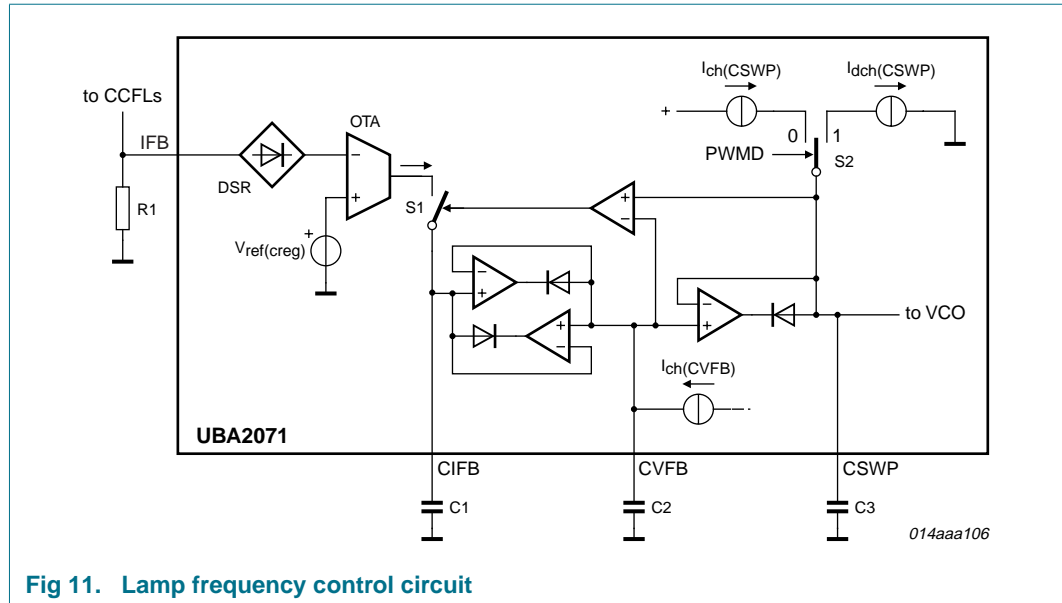 Ich(CSWP)
Idch(CSWP)
to CCFLs
+
0
1
OTA
PWMD
S2
IFB
−
DSR
S1
+
−
R1
+
+
Vref(creg)
−
+
−
+
−
+
to VCO
Ich(CVFB)
UBA2071
CIFB
CVFB
CSWP
C1
C2
C3
014aaa106
Fig 11. Lamp frequency control circuit